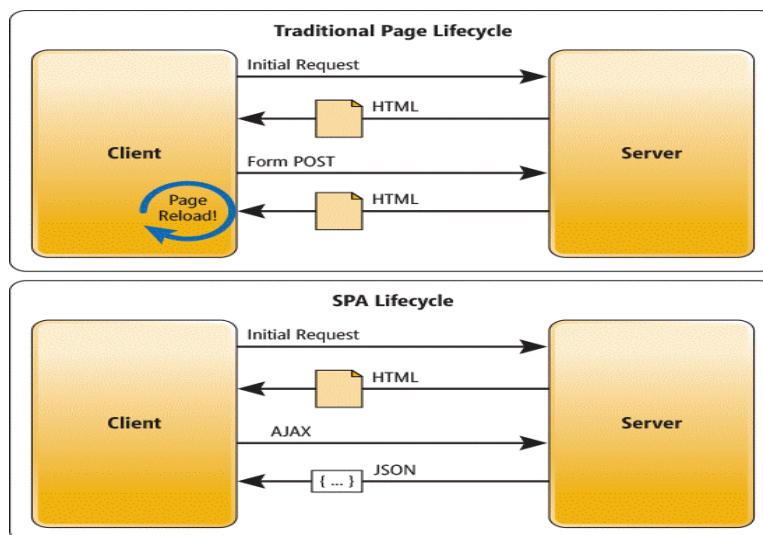 Traditional Page Lifecycle
Initial Request
HTML
Client
Server
Form POST
Page
Reload!
HTML
SPA Lifecycle
Initial Request
HTML
Client
Server
AJAX
JSON
{ ... }